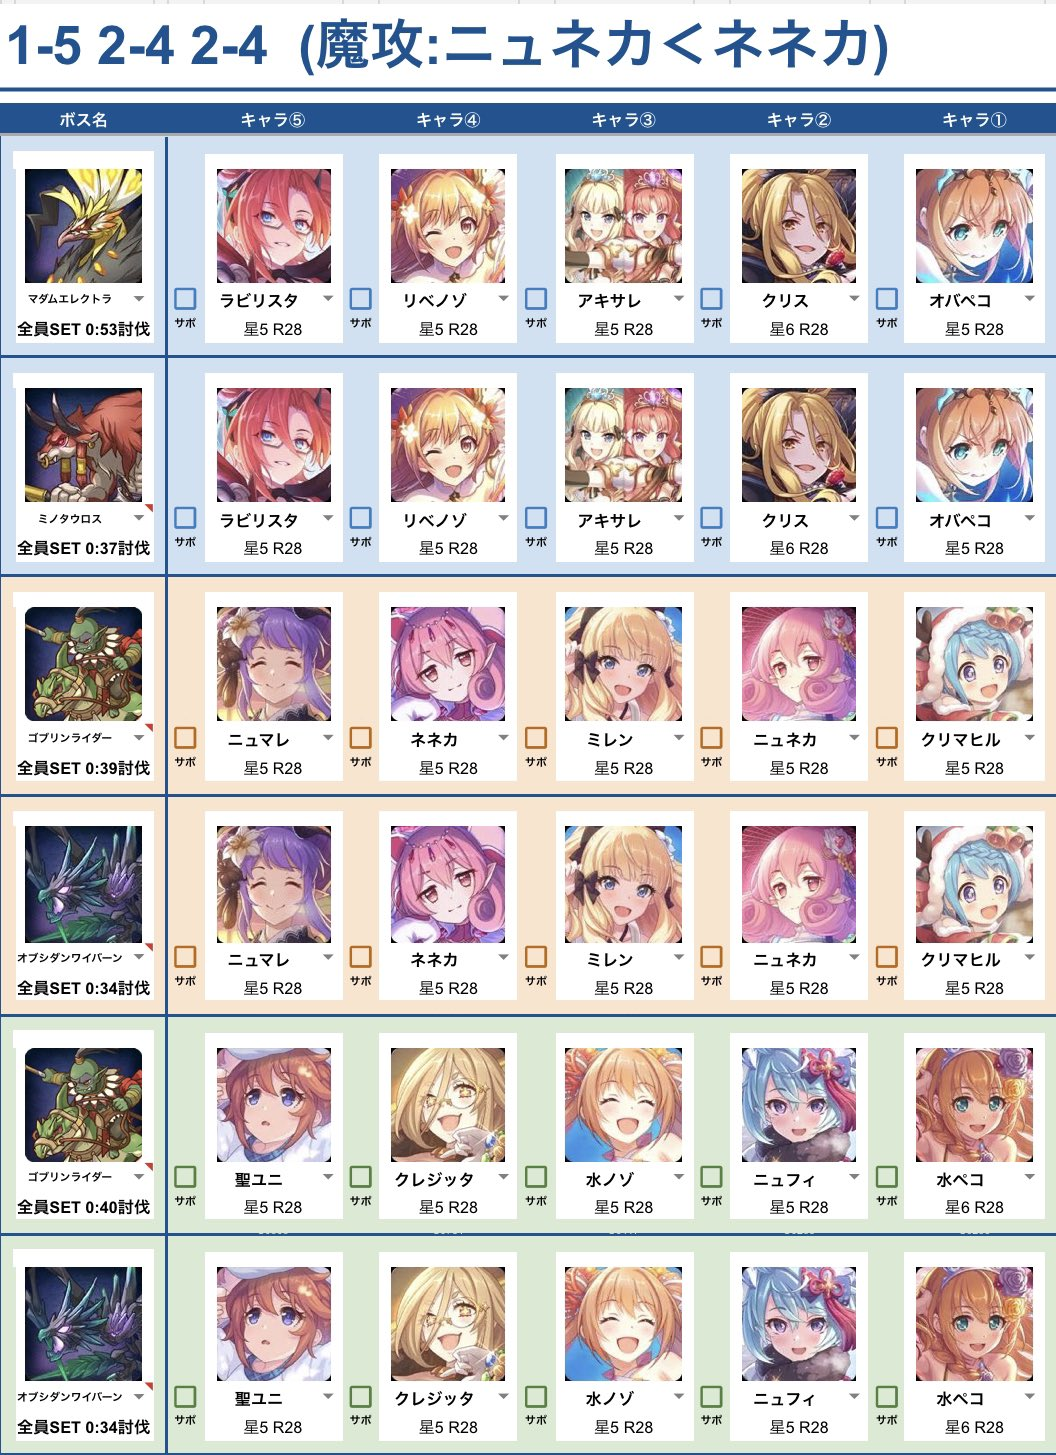 1-5 2-4 2-4 (魔攻:ニュネカ<ネネカ)
ボス名 キャラ⑤ キャラ④ キャラ③ キャラ② キャラ①
マダムエレクトラ サポ ラビリスタ サポ リベノゾ サポ アキサレ サポ クリス サポ オバペコ
全員SET 0:53討伐 星5 R28 星5 R28 星5 R28 星6 R28 星5 R28
ミノタウロス サポ ラビリスタ サポ リベノゾ サポ アキサレ サポ クリス サポ オバペコ
全員SET 0:37討伐 星5 R28 星5 R28 星5 R28 星6 R28 星5 R28
ゴブリンライダー サポ ニュマレ サポ ネネカ サポ ミレン サポ ニュネカ サポ クリマヒル
全員SET 0:39討伐 星5 R28 星5 R28 星5 R28 星5 R28 星5 R28
オブシダンワイバーン サポ ニュマレ サポ ネネカ サポ ミレン サポ ニュネカ サポ クリマヒル
全員SET 0:34討伐 星5 R28 星5 R28 星5 R28 星5 R28 星5 R28
ゴブリンライダー サポ 聖ユニ サポ クレジッタ サポ 水ノゾ サポ ニュフィ サポ 水ペコ
全員SET 0:40討伐 星5 R28 星5 R28 星5 R28 星5 R28 星6 R28
オブシダンワイバーン サポ 聖ユニ サポ クレジッタ サポ 水ノゾ サポ ニュフィ サポ 水ペコ
全員SET 0:34討伐 星5 R28 星5 R28 星5 R28 星5 R28 星6 R28